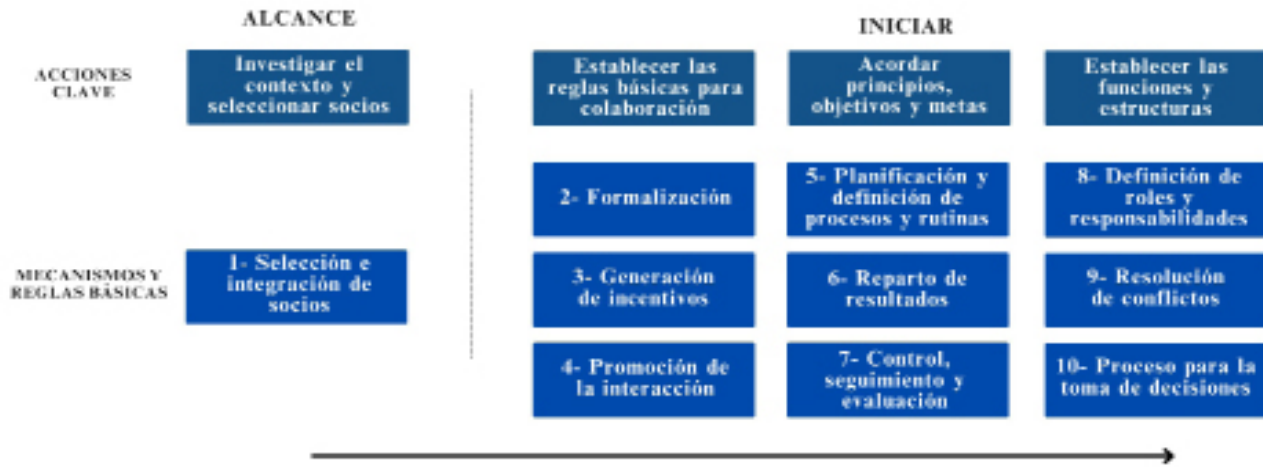 ALCANCE
INICIAR
ACCIONES
CLAVE
Investigar el
contexto y
seleccionar socios
Establecer las
reglas básicas para
colaboración
Acordar
principios,
objetivos y metas
Establecer las
funciones y
estructuras
MECANISMOS Y
REGLAS BÁSICAS
1- Selección e
integración de
socios
2- Formalización
3- Generación
de incentivos
4- Promoción de
la interacción
5- Planificación y
definición de
procesos y rutinas
6- Reparto de
resultados
7- Control,
seguimiento y
evaluación
8- Definición de
roles y
responsabilidades
9- Resolución
de conflictos
10- Proceso para la
toma de decisiones